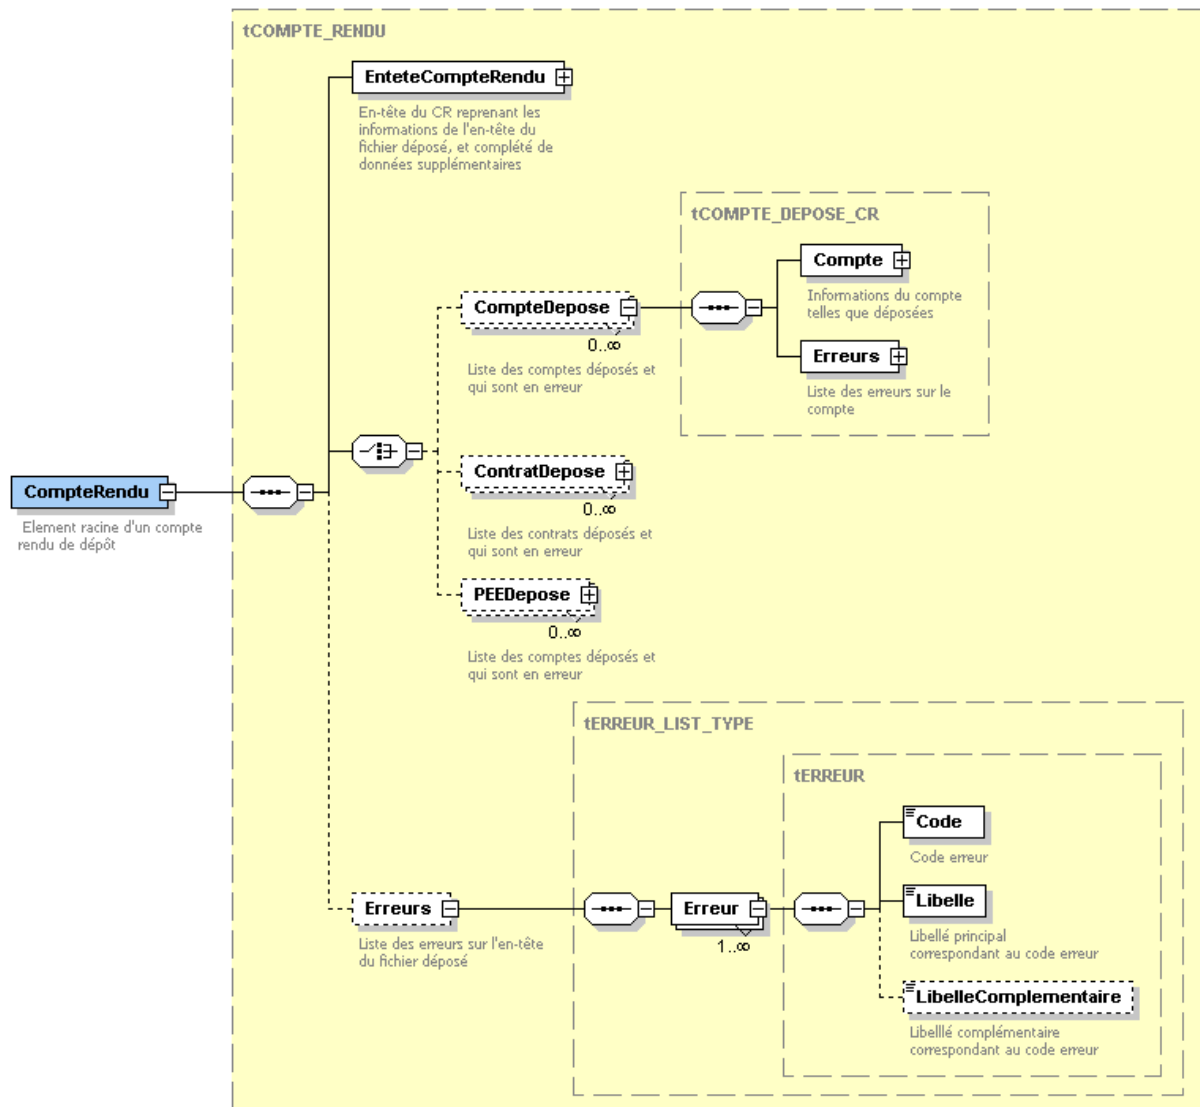 tCOMPTE_RENDU
EnteteCompteRendu
En-tête du CR reprenant les
informations de l'en-tête du
fichier déposé, et complété de
données supplémentaires
tCOMPTE_DEPOSE_CR
Compte
Informations du compte
telles que déposées
CompteDepose
0..∞
Liste des comptes déposés et
qui sont en erreur
Erreurs
Liste des erreurs sur le
compte
ContratDepose
0..∞
Liste des contrats déposés et
qui sont en erreur
CompteRendu
Element racine d'un compte
rendu de dépôt
PEEDepose
0..∞
Liste des comptes déposés et
qui sont en erreur
tERREUR_LIST_TYPE
tERREUR
Code
Code erreur
Erreurs
Liste des erreurs sur l'en-tête
du fichier déposé
Erreur
1..∞
Libelle
Libellé principal
correspondant au code erreur
LibelleComplementaire
Libelllé complémentaire
correspondant au code erreur